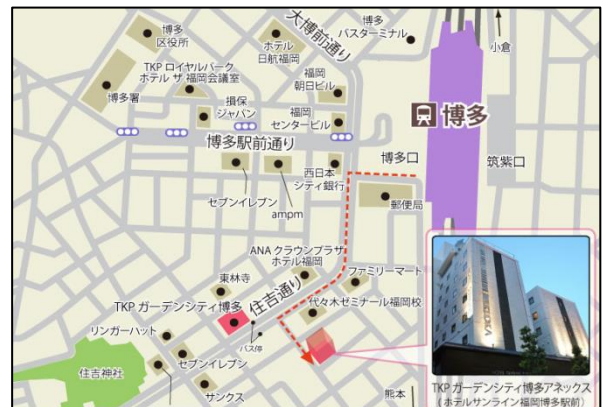 大博前通り
博多
区役所
ホテル
日航福岡
博多
バスターミナル
小倉
TKP ロイヤルパーク
ホテル ザ 福岡会議室
福岡
朝日ビル
博多署
損保
ジャパン
福岡
センタービル
博多
博多駅前通り
博多口
筑紫口
西日本
シティ銀行
セブンイレブン
ampm
郵便局
ANA クラウンプラザ
ホテル福岡
ファミリーマート
東林寺
住吉通り
代々木ゼミナール福岡校
TKP ガーデンシティ博多
バス停
リンガーハット
セブンイレブン
住吉神社
サンクス
熊本
TKP ガーデンシティ博多アネックス
(ホテルサンライン福岡博多駅前)